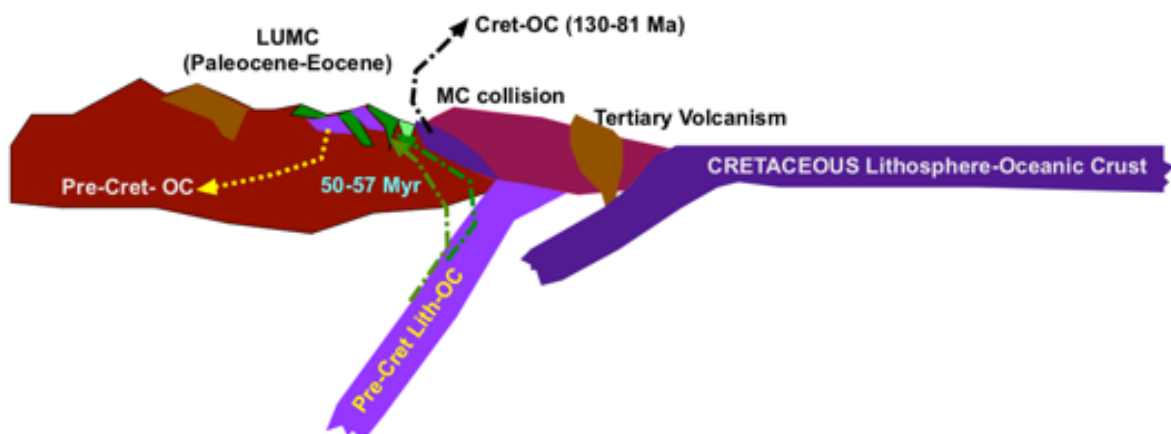 LUMC
(Paleocene-Eocene)
Cret-OC (130-81 Ma)
MC collision
Tertiary Volcanism
CRETACEOUS Lithosphere-Oceanic Crust
Pre-Cret- OC
50-57 Myr
Pre-Cret Lith-OC